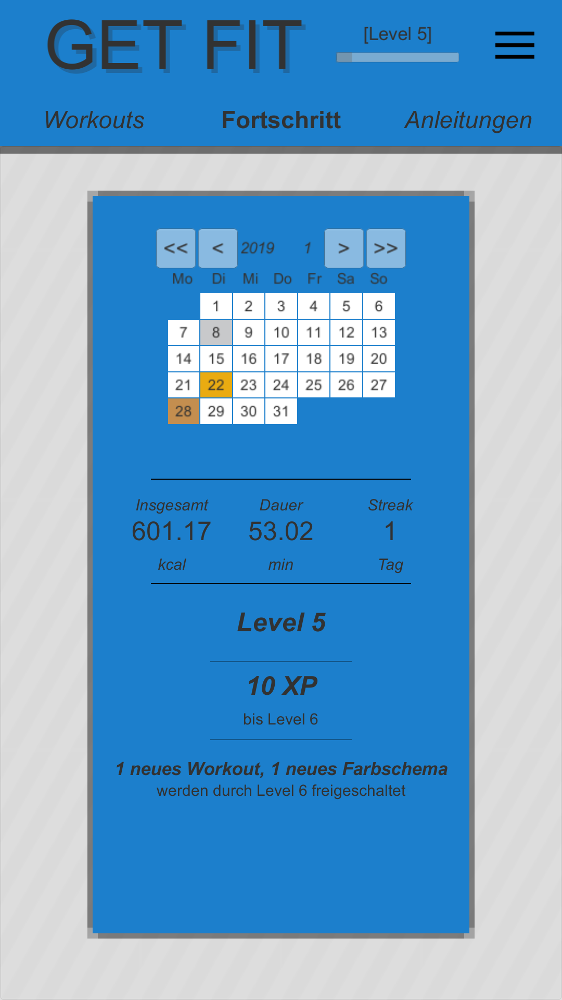 GET FIT
[Level 5]
Workouts Fortschritt Anleitungen
<< < 2019 1 > >>
Mo Di Mi Do Fr Sa So
1 2 3 4 5 6
7 8 9 10 11 12 13
14 15 16 17 18 19 20
21 22 23 24 25 26 27
28 29 30 31
Insgesamt Dauer Streak
601.17 53.02 1
kcal min Tag
Level 5
10 XP
bis Level 6
1 neues Workout, 1 neues Farbschema
werden durch Level 6 freigeschaltet